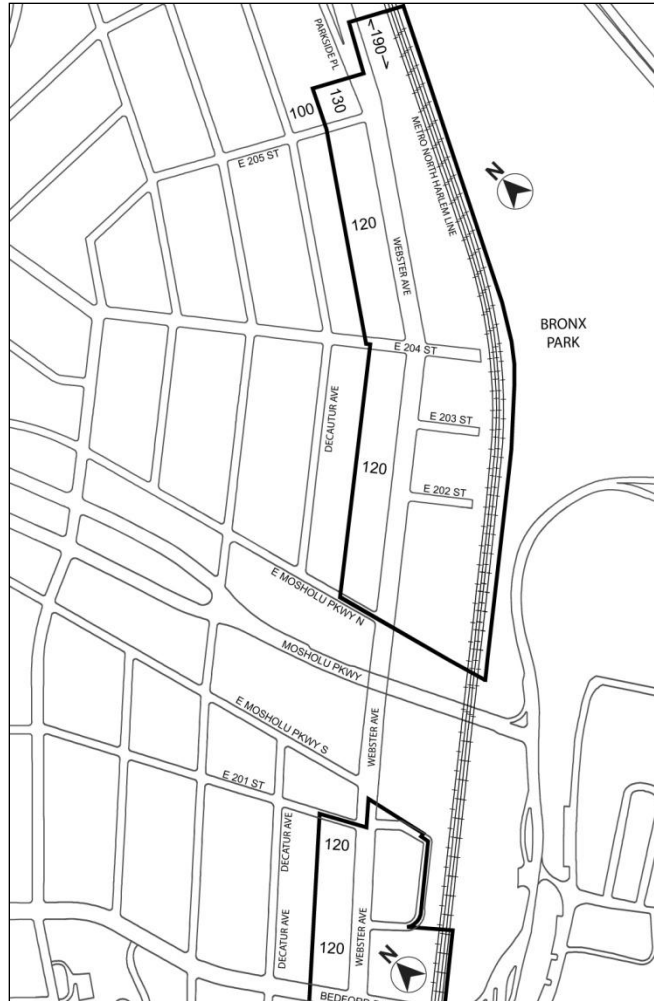 PARKSIDE PL
←190→
130
100
E 205 ST
METRO NORTH HARLEM LINE
N
120
WEBSTER AVE
BRONX
PARK
E 204 ST
DECAUTUR AVE
E 203 ST
120
E 202 ST
E MOSHOLU PKWY N
MOSHOLU PKWY
E MOSHOLU PKWY S
WEBSTER AVE
E 201 ST
120
DECATUR AVE
DECATUR AVE
WEBSTER AVE
120
N
BEDFORD